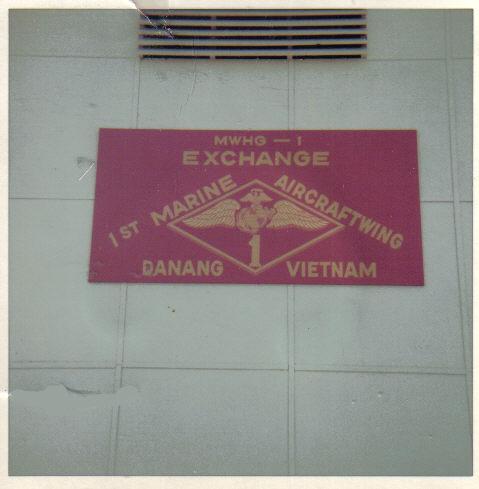 MWHG - 1
EXCHANGE
1ST MARINE AIRCRAFTWING
1
DANANG VIETNAM